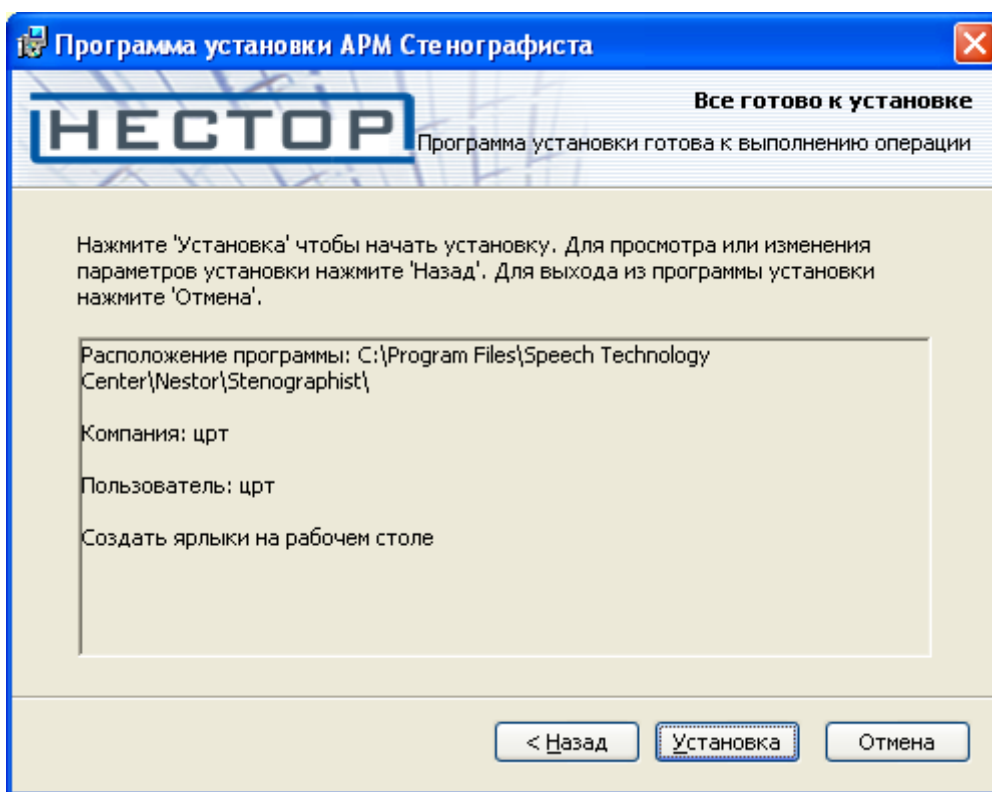 Программа установки АРМ Стенографиста
НЕСТОР
Все готово к установке
Программа установки готова к выполнению операции
Нажмите 'Установка' чтобы начать установку. Для просмотра или изменения
параметров установки нажмите 'Назад'. Для выхода из программы установки
нажмите 'Отмена'.
Расположение программы: C:\Program Files\Speech Technology
Center\Nestor\Stenographist\
Компания: црт
Пользователь: црт
Создать ярлыки на рабочем столе
< Назад Установка Отмена